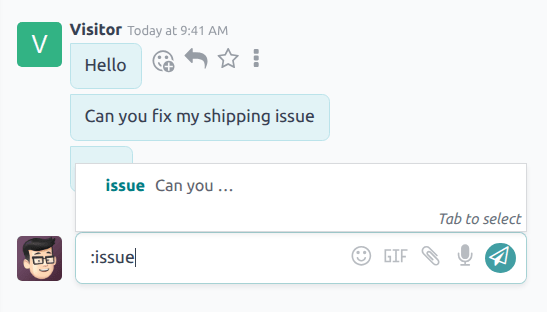 V
Visitor Today at 9:41 AM
Hello
Can you fix my shipping issue
issue Can you ...
Tab to select
:issue
GIF